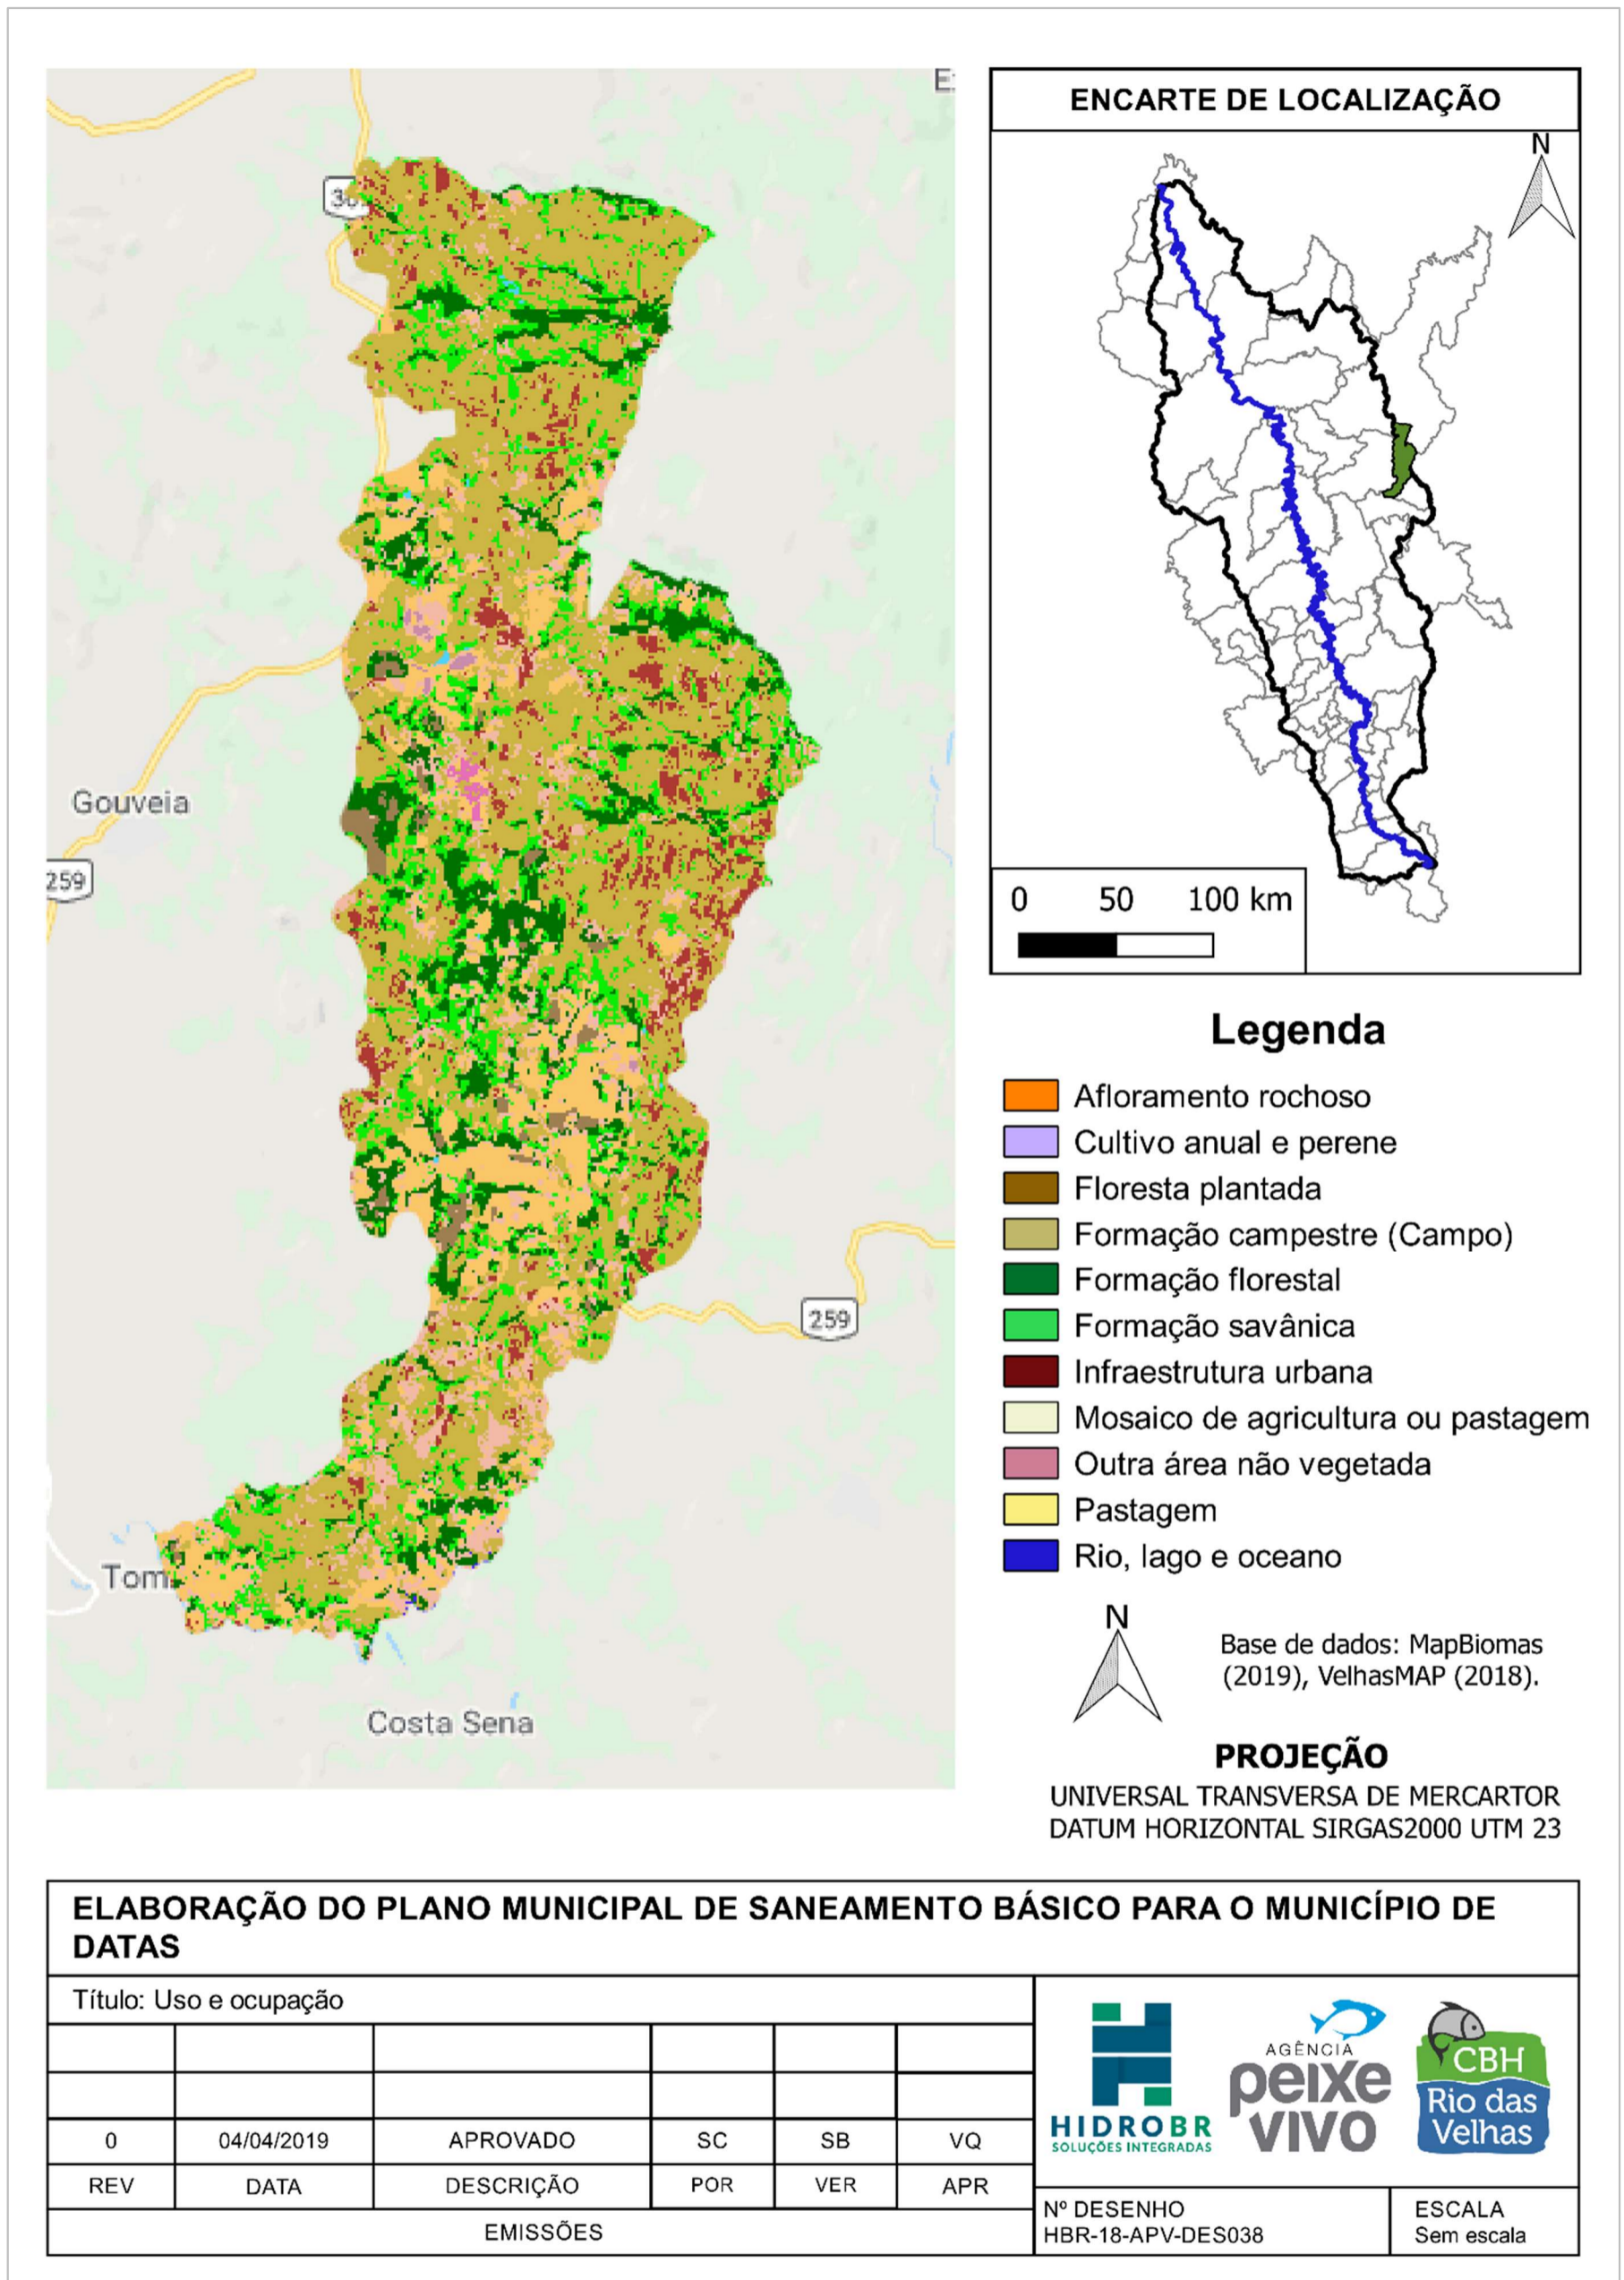 E
ENCARTE DE LOCALIZAÇÃO
N
0 50 100 km
Gouveia
259
259
Tom
Costa Sena
Legenda
Afloramento rochoso
Cultivo anual e perene
Floresta plantada
Formação campestre (Campo)
Formação florestal
Formação savânica
Infraestrutura urbana
Mosaico de agricultura ou pastagem
Outra área não vegetada
Pastagem
Rio, lago e oceano
N
Base de dados: MapBiomas
(2019), VelhasMAP (2018).
PROJEÇÃO
UNIVERSAL TRANSVERSA DE MERCARTOR
DATUM HORIZONTAL SIRGAS2000 UTM 23
ELABORAÇÃO DO PLANO MUNICIPAL DE SANEAMENTO BÁSICO PARA O MUNICÍPIO DE
DATAS
Título: Uso e ocupação
0 04/04/2019 APROVADO SC SB VQ
REV DATA DESCRIÇÃO POR VER APR
EMISSÕES
HIDROBR
SOLUÇÕES INTEGRADAS
AGÊNCIA
peixe
VIVO
CBH
Rio das
Velhas
Nº DESENHO
HBR-18-APV-DES038
ESCALA
Sem escala